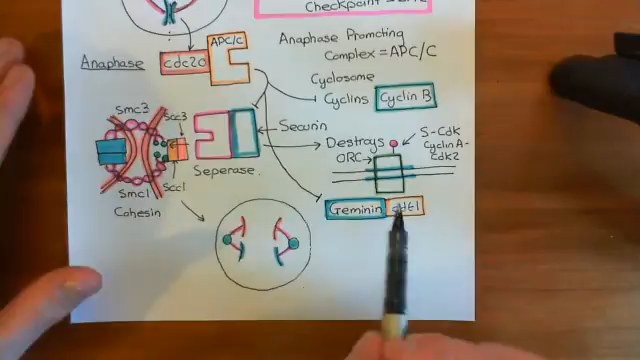 Checkpoint =
APC/C
Anaphase
cdc20
Anaphase Promoting
Complex = APC/C
Cyclosome
Cyclins
Cyclin B
Smc3
Scc3
Securin
Destroys
S-Cdk
Cyclin A-
Cdk2
ORC
Seperase.
Smc1
Scc1
Cohesin
Geminin